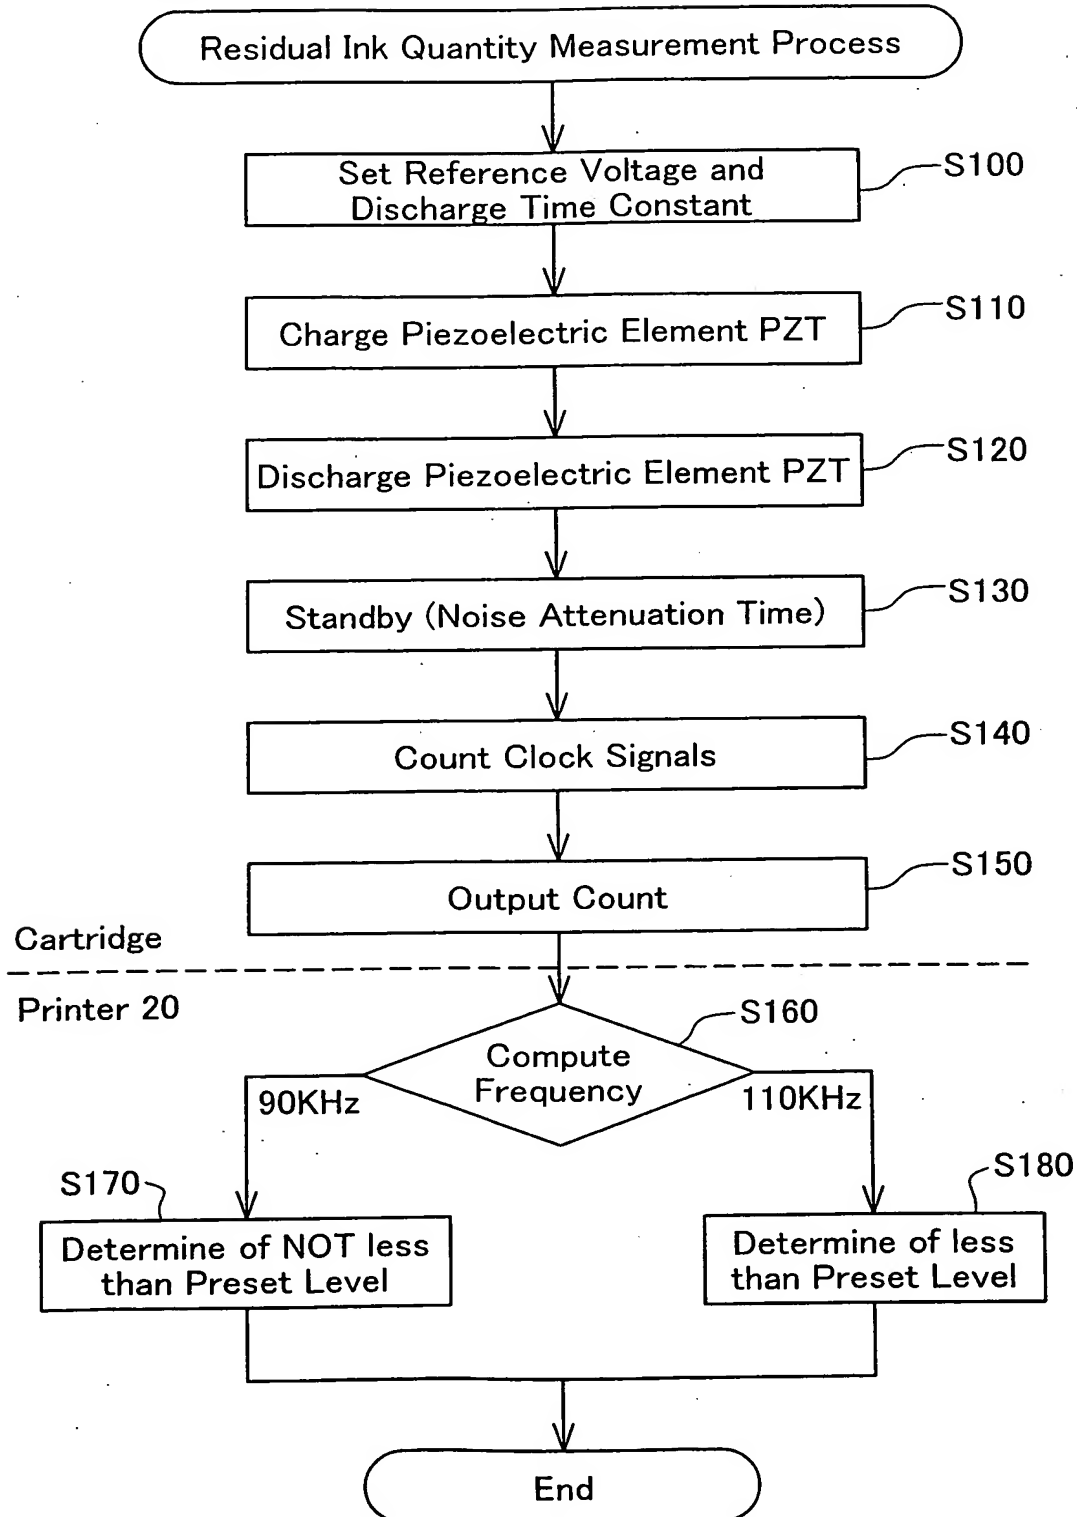 Residual Ink Quantity Measurement Process
Set Reference Voltage and
Discharge Time Constant
S100
Charge Piezoelectric Element PZT
S110
Discharge Piezoelectric Element PZT
S120
Standby (Noise Attenuation Time)
S130
Count Clock Signals
S140
Output Count
S150
Cartridge
Printer 20
S160
Compute
Frequency
90KHz
110KHz
S170
S180
Determine of NOT less
than Preset Level
Determine of less
than Preset Level
End